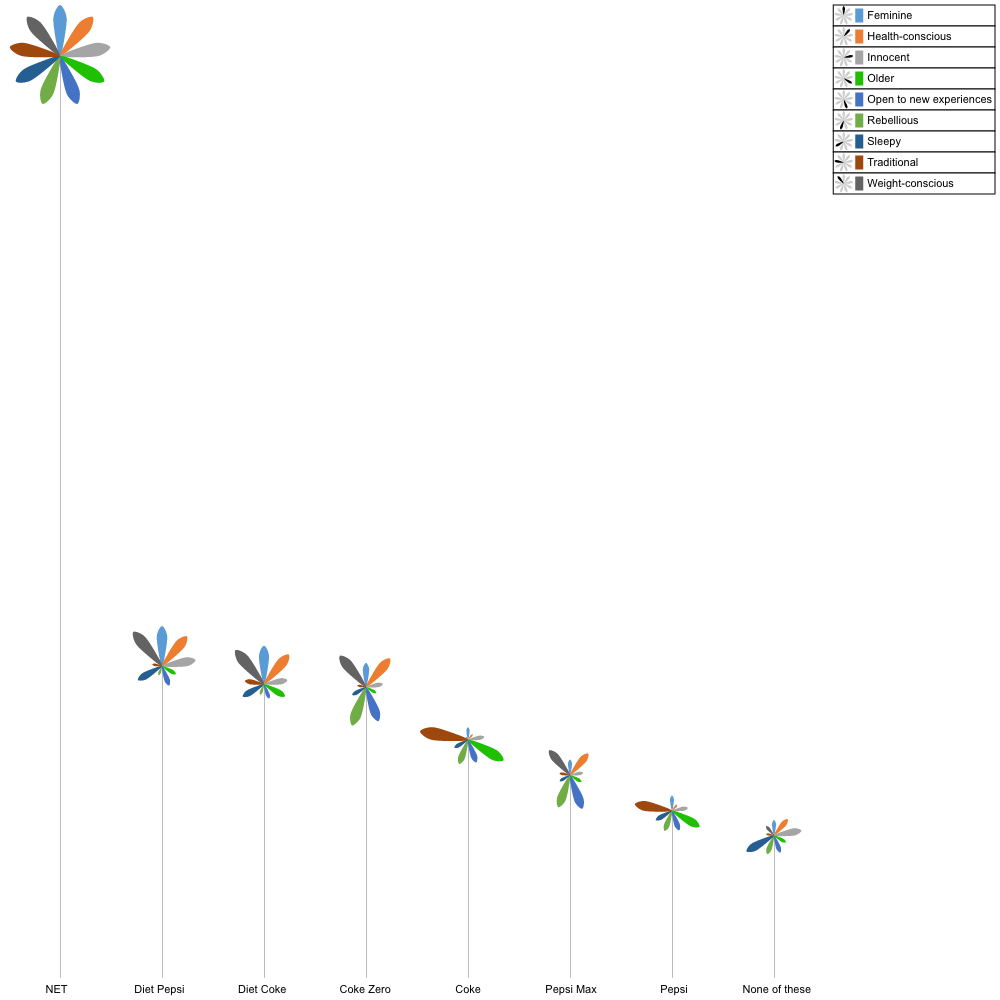 Feminine
Health-conscious
Innocent
Older
Open to new experiences
Rebellious
Sleepy
Traditional
Weight-conscious
NET Diet Pepsi Diet Coke Coke Zero Coke Pepsi Max Pepsi None of these